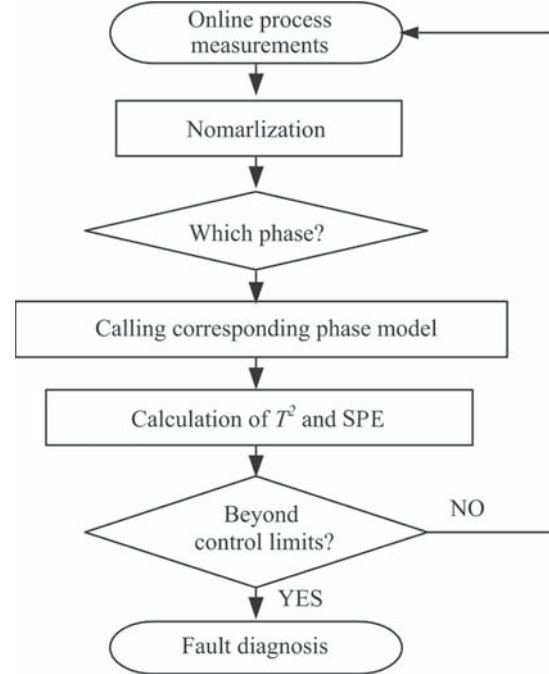 Online process
measurements
Nomarlization
Which phase?
Calling corresponding phase model
Calculation of T² and SPE
Beyond
control limits?
NO
YES
Fault diagnosis